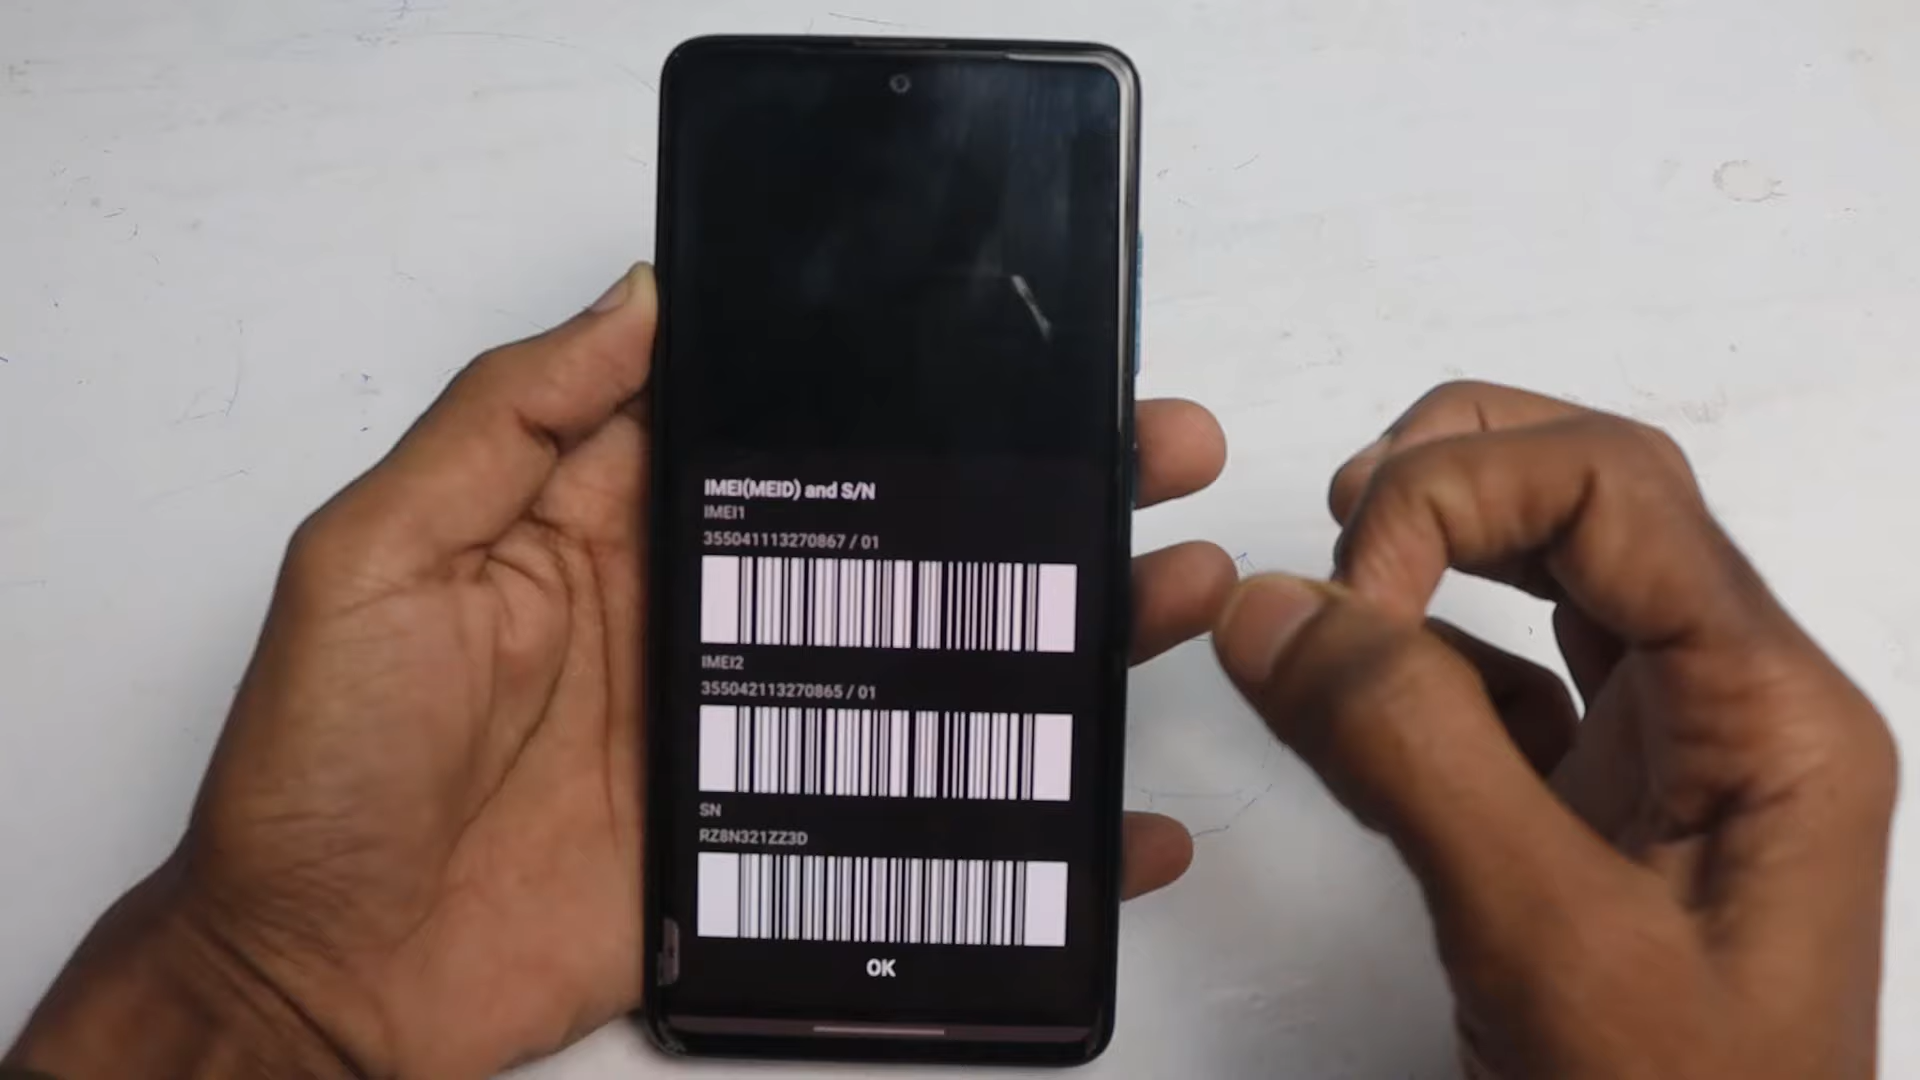 IMEI(MEID) and S/N
IMEI1
355041113270867 / 01
IMEI2
355042113270865 / 01
SN
RZ8N321ZZ3D
OK